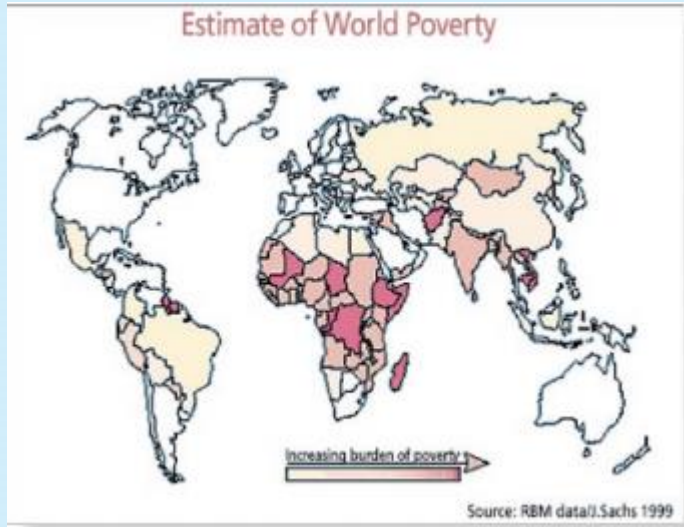 Estimate of World Poverty
Increasing burden of poverty
Source: RBM data/J.Sachs 1999